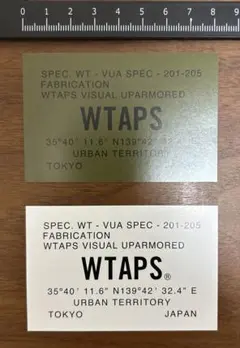 0 1 2 3 4 5 6 7 8 9 10
SPEC. WT - VUA SPEC - 201-205
FABRICATION
WTAPS VISUAL UPARMORED
WTAPS
35°40' 11.6" N139°42'
URBAN TERRITORY
TOKYO
SPEC. WT - VUA SPEC - 201-205
FABRICATION
WTAPS VISUAL UPARMORED
WTAPS®
35°40' 11.6" N139°42' 32.4" E
URBAN TERRITORY
TOKYO JAPAN